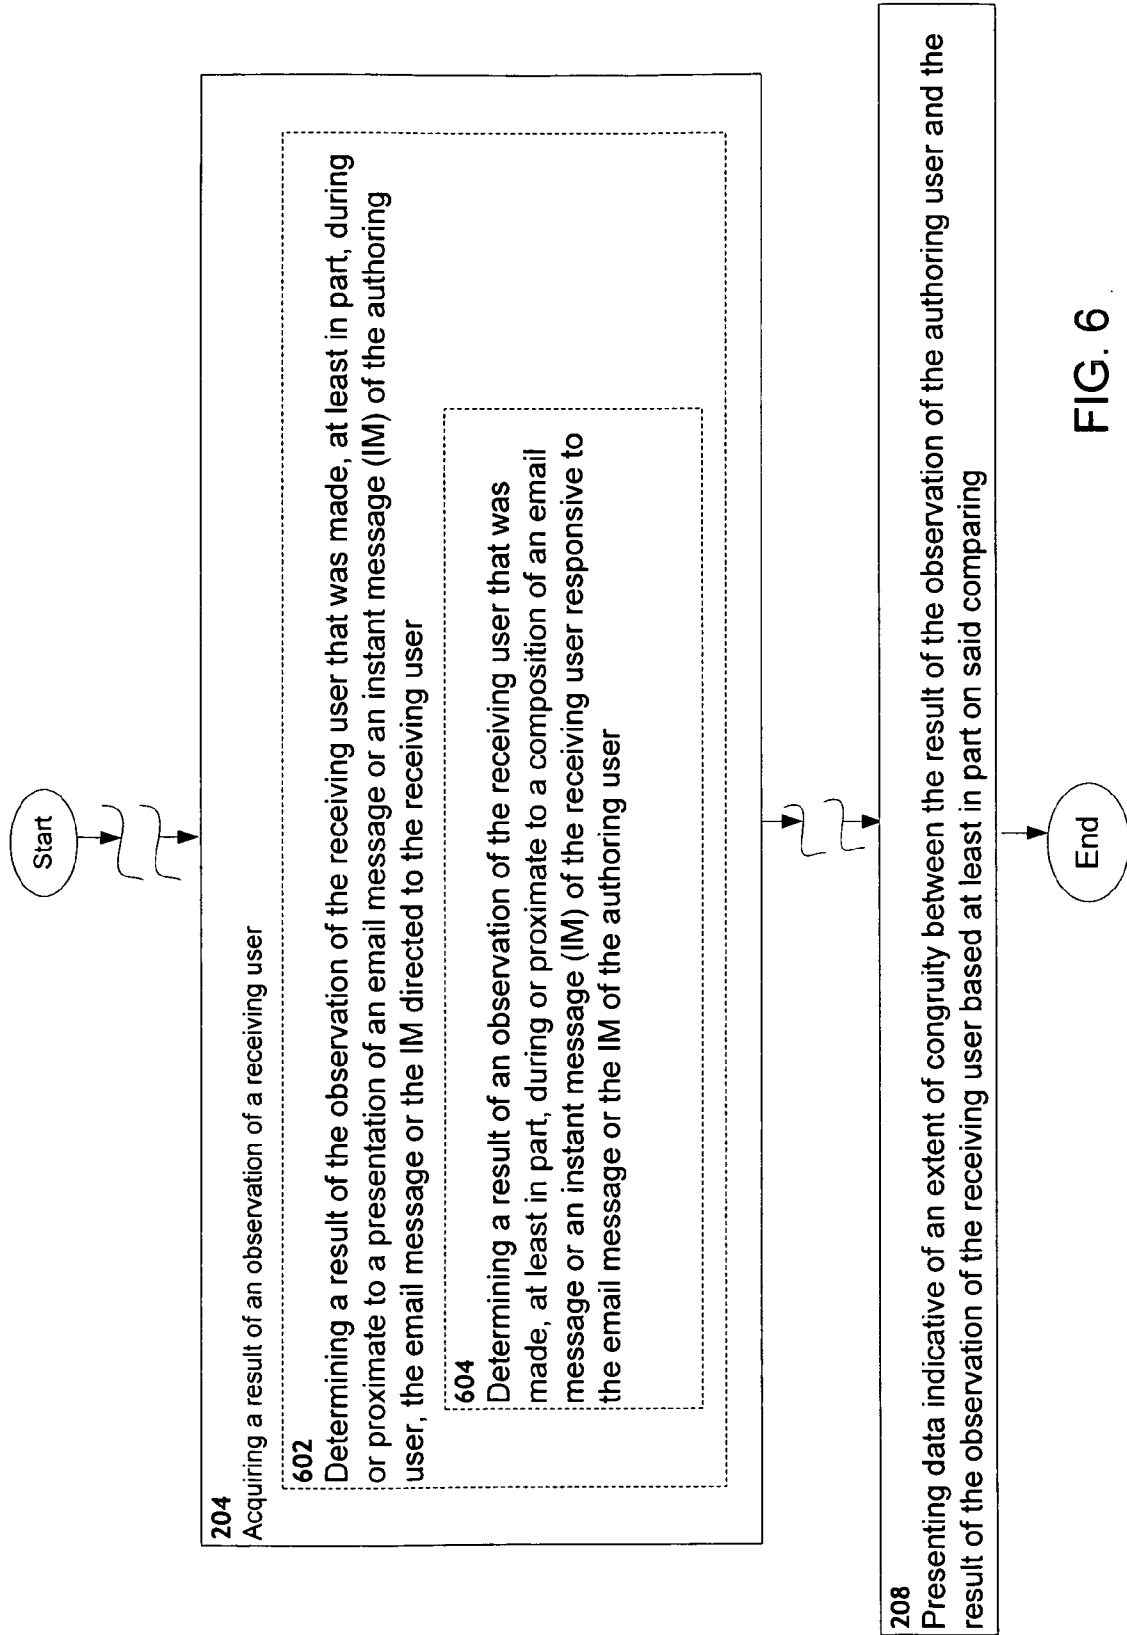 Start
204
Acquiring a result of an observation of a receiving user
602
Determining a result of the observation of the receiving user that was made, at least in part, during
or proximate to a presentation of an email message or an instant message (IM) of the authoring
user, the email message or the IM directed to the receiving user
604
Determining a result of an observation of the receiving user that was
made, at least in part, during or proximate to a composition of an email
message or an instant message (IM) of the receiving user responsive to
the email message or the IM of the authoring user
208
Presenting data indicative of an extent of congruity between the result of the observation of the authoring user and the
result of the observation of the receiving user based at least in part on said comparing
End
FIG. 6